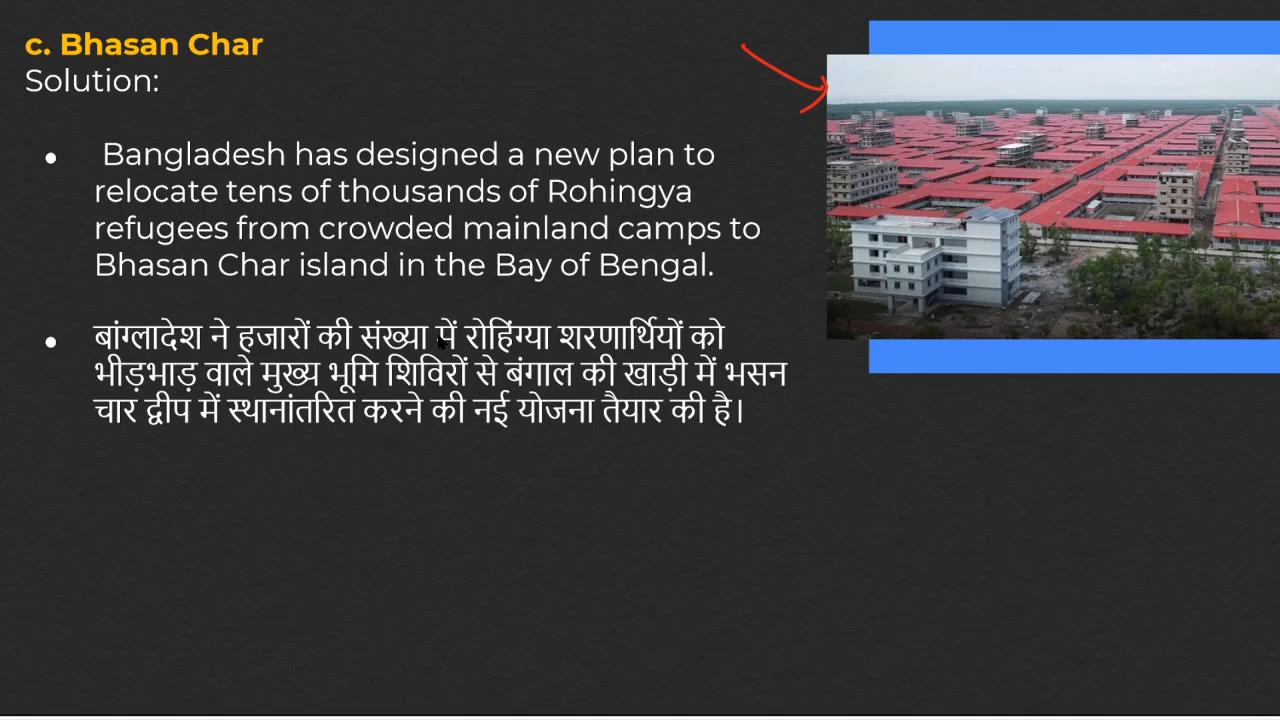 c. Bhasan Char
Solution:
● Bangladesh has designed a new plan to
relocate tens of thousands of Rohingya
refugees from crowded mainland camps to
Bhasan Char island in the Bay of Bengal.
● बांग्लादेश ने हजारों की संख्या में रोहिंग्या शरणार्थियों को
भीड़भाड़ वाले मुख्य भूमि शिविरों से बंगाल की खाड़ी में भसन
चार द्वीप में स्थानांतरित करने की नई योजना तैयार की है।